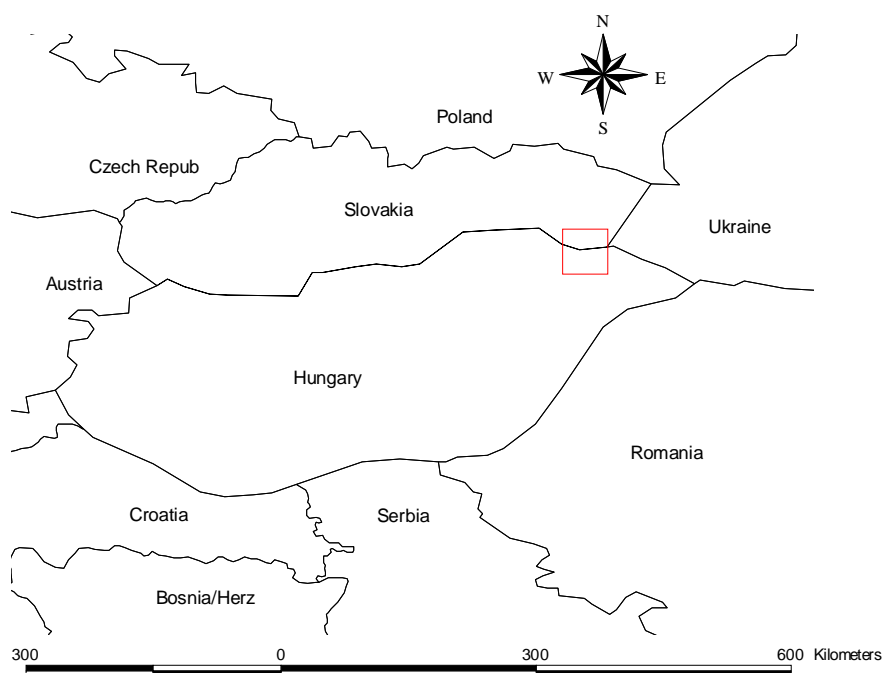 N
W
E
S
Poland
Czech Repub
Slovakia
Ukraine
Austria
Hungary
Romania
Croatia
Serbia
Bosnia/Herz
300 0 300 600 Kilometers